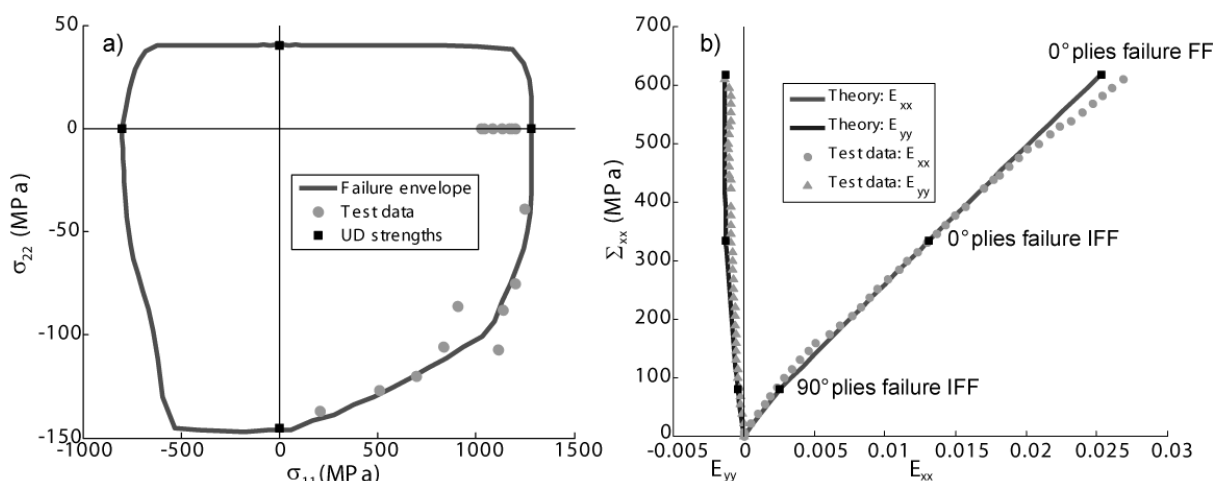 a)
50
0
-50
-100
-150
σ22 (MPa)
Failure envelope
Test data
UD strengths
-1000 -500 0 500 1000 1500
σ11 (MPa)
b)
700
600
500
400
300
200
100
0
Σxx (MPa)
0° plies failure FF
Theory: Exx
Theory: Eyy
Test data: Exx
Test data: Eyy
0° plies failure IFF
90° plies failure IFF
-0.005 0 0.005 0.01 0.015 0.02 0.025 0.03
Eyy Exx